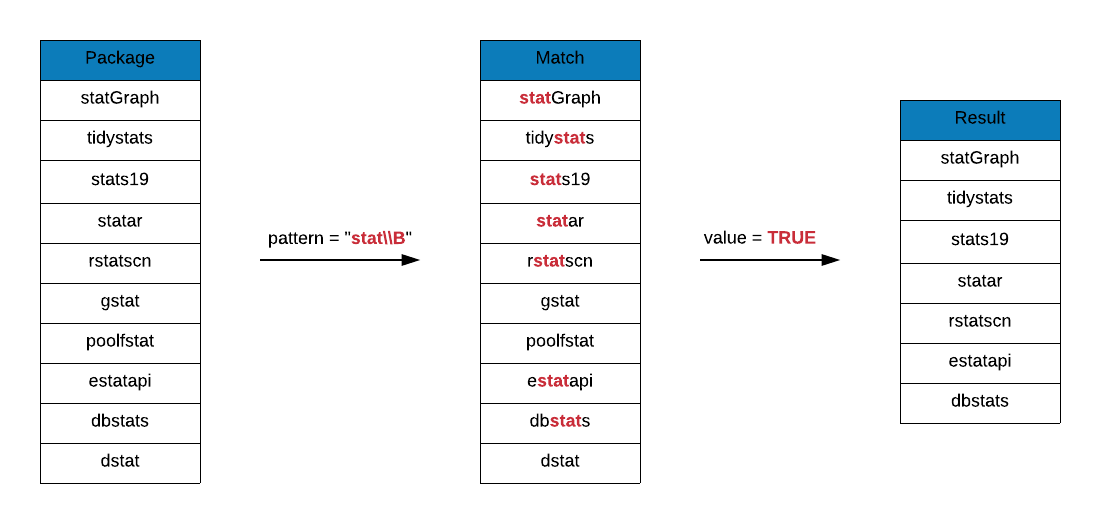 Package
statGraph
tidystats
stats19
statar
rstatscn
gstat
poolfstat
estatapi
dbstats
dstat
pattern = "stat\\B"
Match
statGraph
tidystats
stats19
statar
rstatscn
gstat
poolfstat
estatapi
dbstats
dstat
value = TRUE
Result
statGraph
tidystats
stats19
statar
rstatscn
estatapi
dbstats